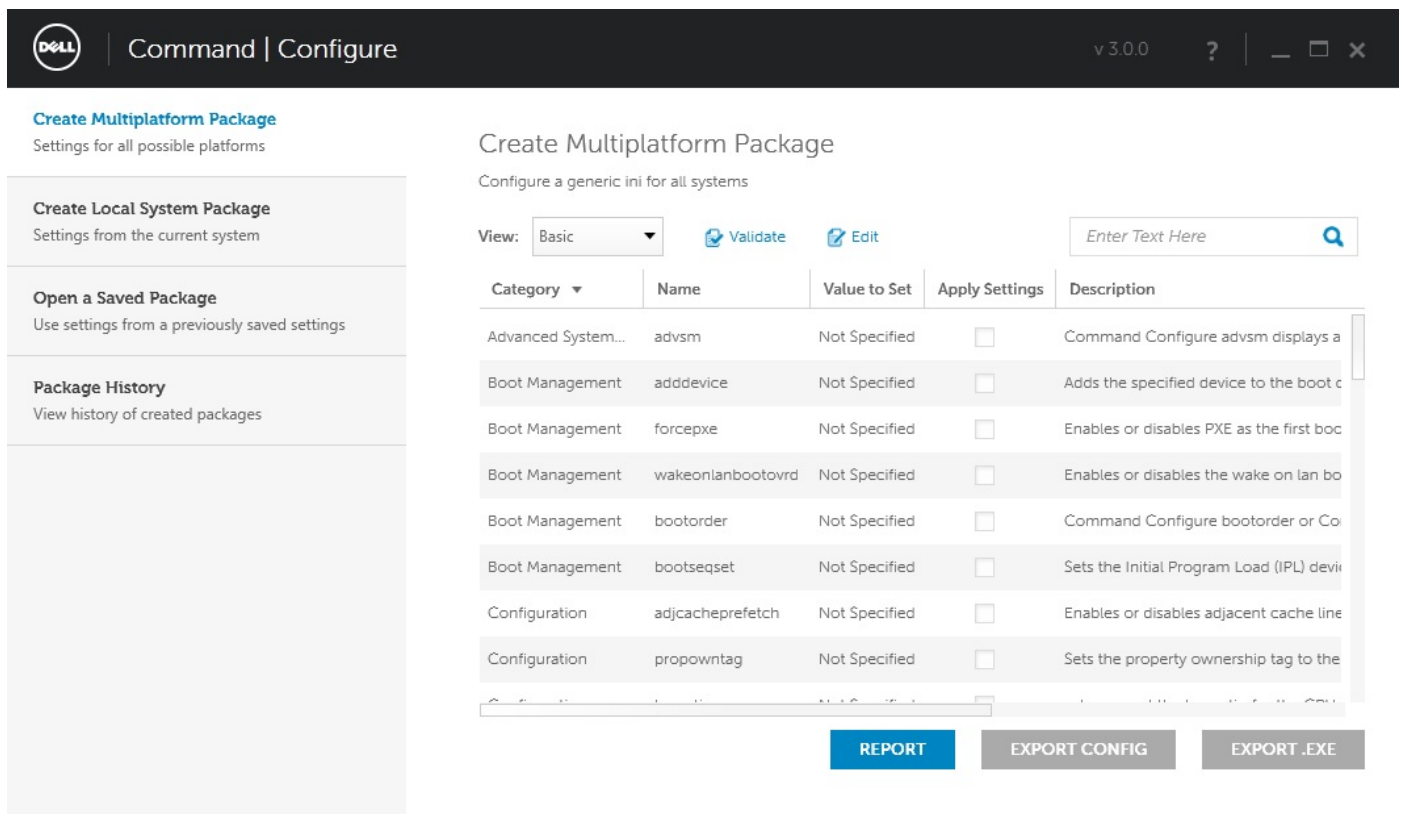 DELL Command | Configure v 3.0.0 ?
Create Multiplatform Package
Settings for all possible platforms
Create Local System Package
Settings from the current system
Open a Saved Package
Use settings from a previously saved settings
Package History
View history of created packages
Create Multiplatform Package
Configure a generic ini for all systems
View: Basic Validate Edit Enter Text Here
Category Name Value to Set Apply Settings Description
Advanced System... advsm Not Specified Command Configure advsm displays a
Boot Management adddevice Not Specified Adds the specified device to the boot
Boot Management forcepxe Not Specified Enables or disables PXE as the first boo
Boot Management wakeonlanbootovrd Not Specified Enables or disables the wake on lan bo
Boot Management bootorder Not Specified Command Configure bootorder or Co
Boot Management bootseqset Not Specified Sets the Initial Program Load (IPL) devi
Configuration adjcacheprefetch Not Specified Enables or disables adjacent cache line
Configuration propowntag Not Specified Sets the property ownership tag to the
REPORT EXPORT CONFIG EXPORT .EXE